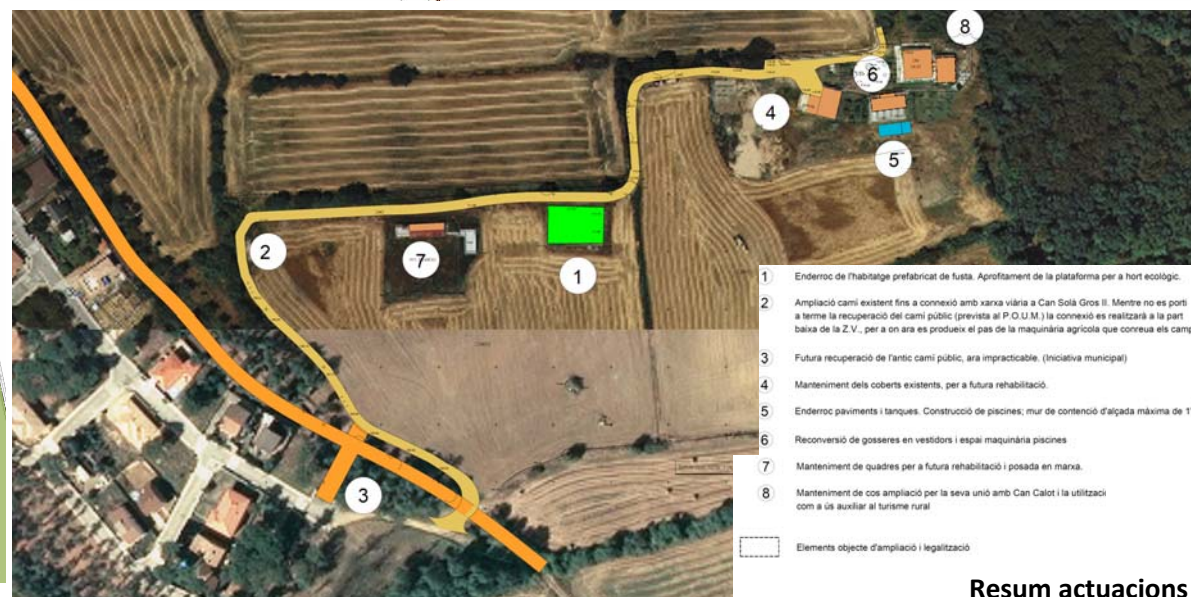 8
6
4
5
2
7
1
3
1 Enderroc de l'habitatge prefabricat de fusta. Aprofitament de la plataforma per a hort ecològic.
2 Ampliació camí existent fins a connexió amb xarxa viària a Can Solà Gros II. Mentre no es porti
a terme la recuperació del camí públic (prevista al P.O.U.M.) la connexió es realitzarà a la part
baixa de la Z.V., per a on ara es produeix el pas de la maquinària agrícola que conreua els camp
3 Futura recuperació de l'antic camí públic, ara impracticable. (Iniciativa municipal)
4 Manteniment dels coberts existents, per a futura rehabilitació.
5 Enderroc paviments i tanques. Construcció de piscines; mur de contenció d'alçada màxima de 1
6 Reconversió de gosseres en vestidors i espai maquinària piscines
7 Manteniment de quadres per a futura rehabilitació i posada en marxa.
8 Manteniment de cos ampliació per la seva unió amb Can Calot i la utilització
com a ús auxiliar al turisme rural
Elements objecte d'ampliació i legalització
Resum actuacions